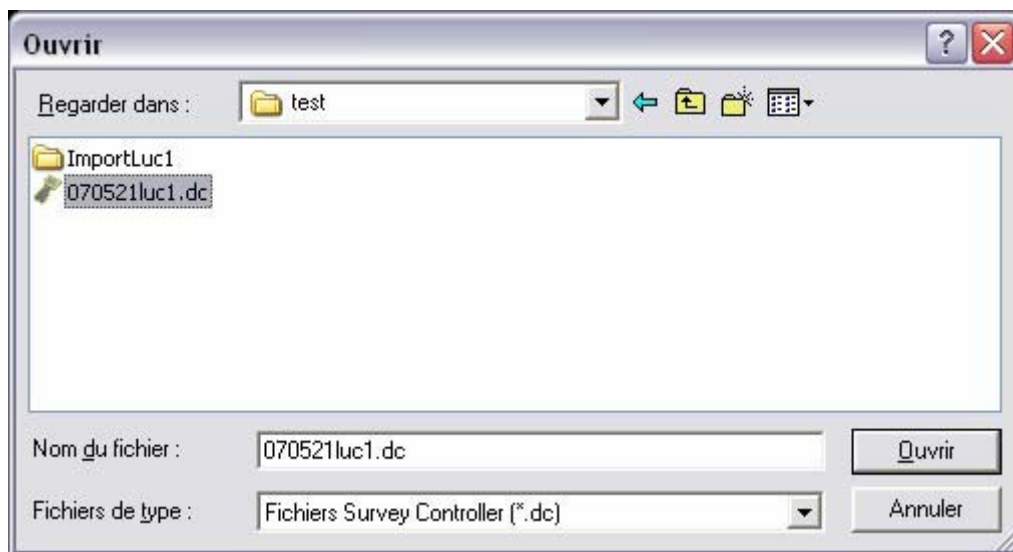 Ouvrir
Regarder dans : test
ImportLuc1
070521luc1.dc
Nom du fichier : 070521luc1.dc Ouvrir
Fichiers de type : Fichiers Survey Controller (*.dc) Annuler